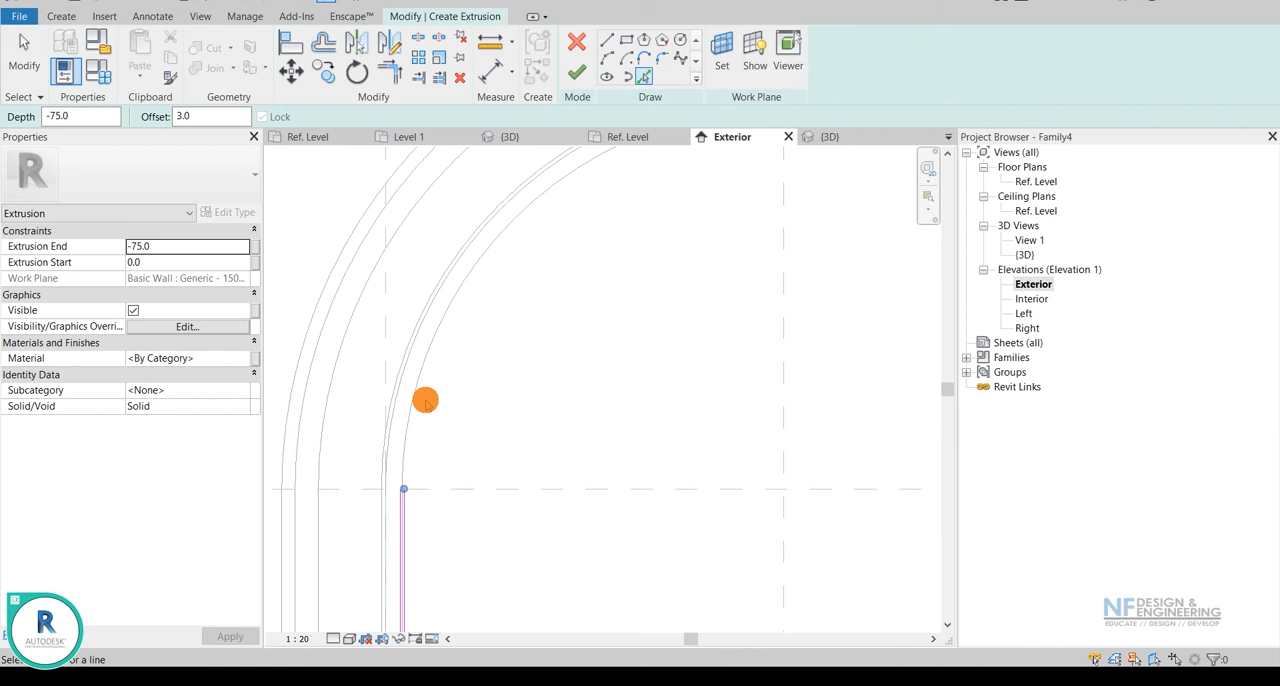 File
Create
Insert
Annotate
View
Manage
Add-Ins
Enscape™
Modify | Create Extrusion
Modify
Paste
Cut
Join
Set
Show
Viewer
Select
Properties
Clipboard
Geometry
Modify
Measure
Create
Mode
Draw
Work Plane
Depth
-75.0
Offset:
3.0
Lock
Properties
Ref. Level
Level 1
{3D}
Ref. Level
Exterior
{3D}
Project Browser - Family4
Extrusion
Edit Type
Constraints
Extrusion End
-75.0
Extrusion Start
0.0
Work Plane
Basic Wall : Generic - 150...
Graphics
Visible
Visibility/Graphics Overri...
Edit...
Materials and Finishes
Material
<By Category>
Identity Data
Subcategory
<None>
Solid/Void
Solid
Views (all)
Floor Plans
Ref. Level
Ceiling Plans
Ref. Level
3D Views
View 1
{3D}
Elevations (Elevation 1)
Exterior
Interior
Left
Right
Sheets (all)
Families
Groups
Revit Links
NF DESIGN &
ENGINEERING
EDUCATE // DESIGN // DEVELOP
R
AUTODESK
Apply
1 : 20
for a line
:0